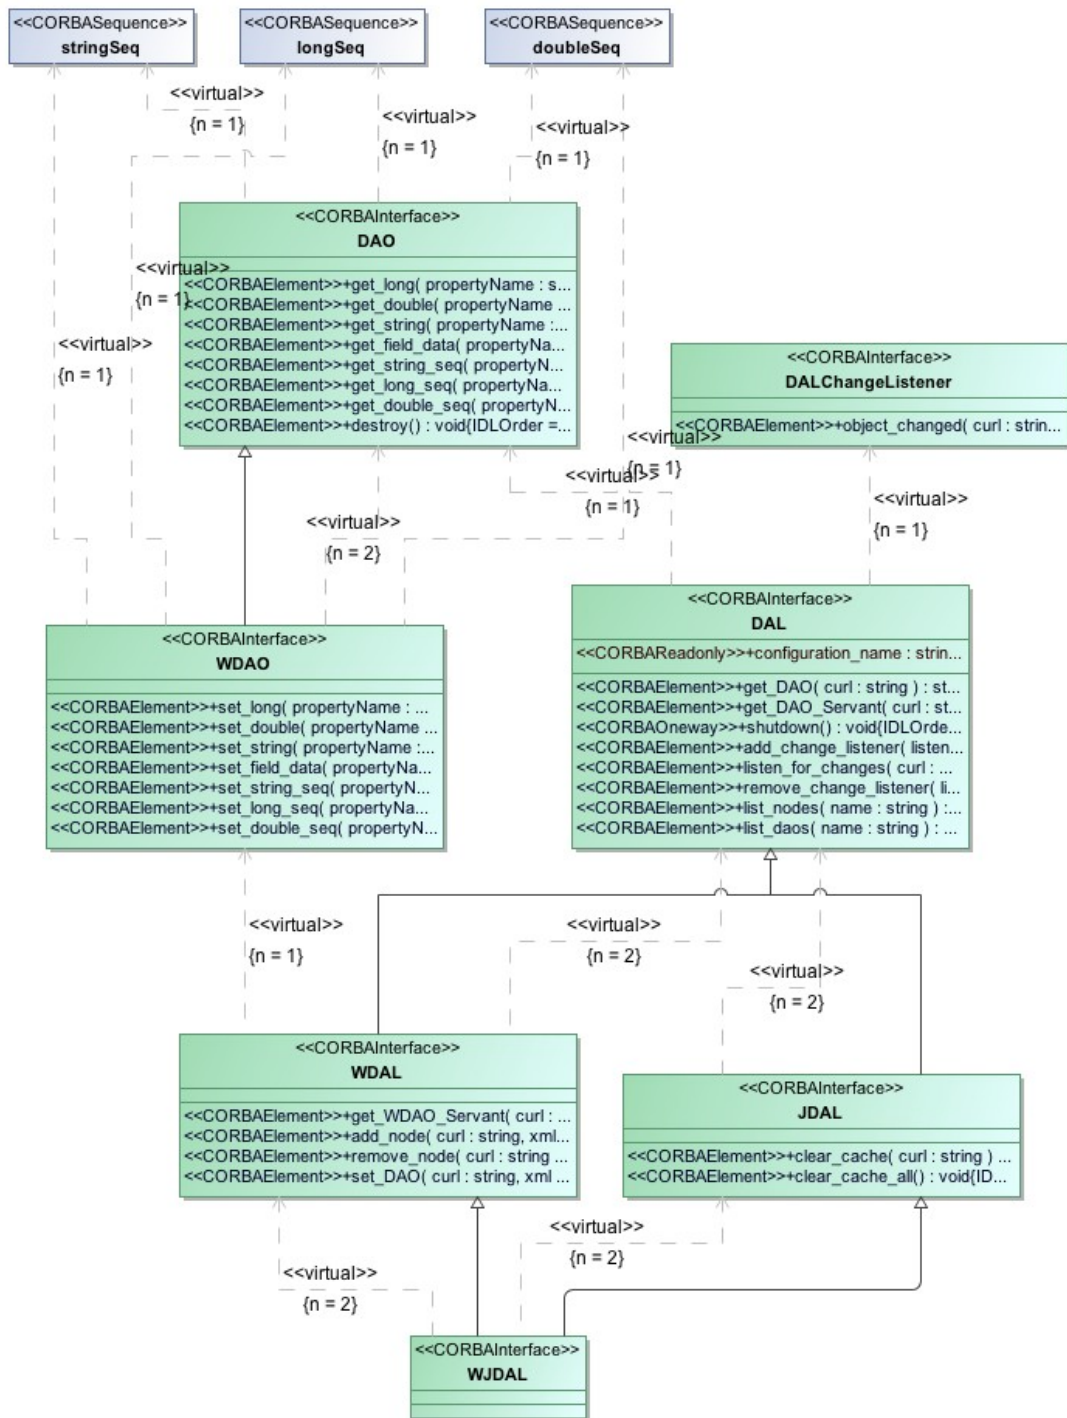 <<CORBASequence>>
stringSeq
<<CORBASequence>>
longSeq
<<CORBASequence>>
doubleSeq
<<virtual>>
{n = 1}
<<virtual>>
{n = 1}
<<virtual>>
{n = 1}
<<CORBAInterface>>
DAO
<<CORBAElement>>+get_long( propertyName : s...
<<CORBAElement>>+get_double( propertyName ...
<<CORBAElement>>+get_string( propertyName :...
<<CORBAElement>>+get_field_data( propertyNa...
<<CORBAElement>>+get_string_seq( propertyN...
<<CORBAElement>>+get_long_seq( propertyNa...
<<CORBAElement>>+get_double_seq( propertyN...
<<CORBAElement>>+destroy() : void{IDLOrder =...
<<virtual>>
{n = 1}
<<virtual>>
{n = 1}
<<CORBAInterface>>
DALChangeListener
<<CORBAElement>>+object_changed( curl : strin...
<<virtual>>
{n = 1}
<<virtual>>
{n = 1}
<<virtual>>
{n = 2}
<<virtual>>
{n = 1}
<<CORBAInterface>>
WDAO
<<CORBAElement>>+set_long( propertyName : ...
<<CORBAElement>>+set_double( propertyName ...
<<CORBAElement>>+set_string( propertyName :...
<<CORBAElement>>+set_field_data( propertyNa...
<<CORBAElement>>+set_string_seq( propertyN...
<<CORBAElement>>+set_long_seq( propertyNa...
<<CORBAElement>>+set_double_seq( propertyN...
<<CORBAInterface>>
DAL
<<CORBAReadonly>>+configuration_name : strin...
<<CORBAElement>>+get_DAO( curl : string ) : st...
<<CORBAElement>>+get_DAO_Servant( curl : st...
<<CORBAOneway>>+shutdown() : void{IDLOrde...
<<CORBAElement>>+add_change_listener( listen...
<<CORBAElement>>+listen_for_changes( curl : ...
<<CORBAElement>>+remove_change_listener( li...
<<CORBAElement>>+list_nodes( name : string ) :...
<<CORBAElement>>+list_daos( name : string ) : ...
<<virtual>>
{n = 1}
<<virtual>>
{n = 2}
<<virtual>>
{n = 2}
<<CORBAInterface>>
WDAL
<<CORBAElement>>+get_WDAO_Servant( curl : ...
<<CORBAElement>>+add_node( curl : string, xml...
<<CORBAElement>>+remove_node( curl : string ...
<<CORBAElement>>+set_DAO( curl : string, xml ...
<<CORBAInterface>>
JDAL
<<CORBAElement>>+clear_cache( curl : string ) ...
<<CORBAElement>>+clear_cache_all() : void{ID...
<<virtual>>
{n = 2}
<<virtual>>
{n = 2}
<<CORBAInterface>>
WJDAL